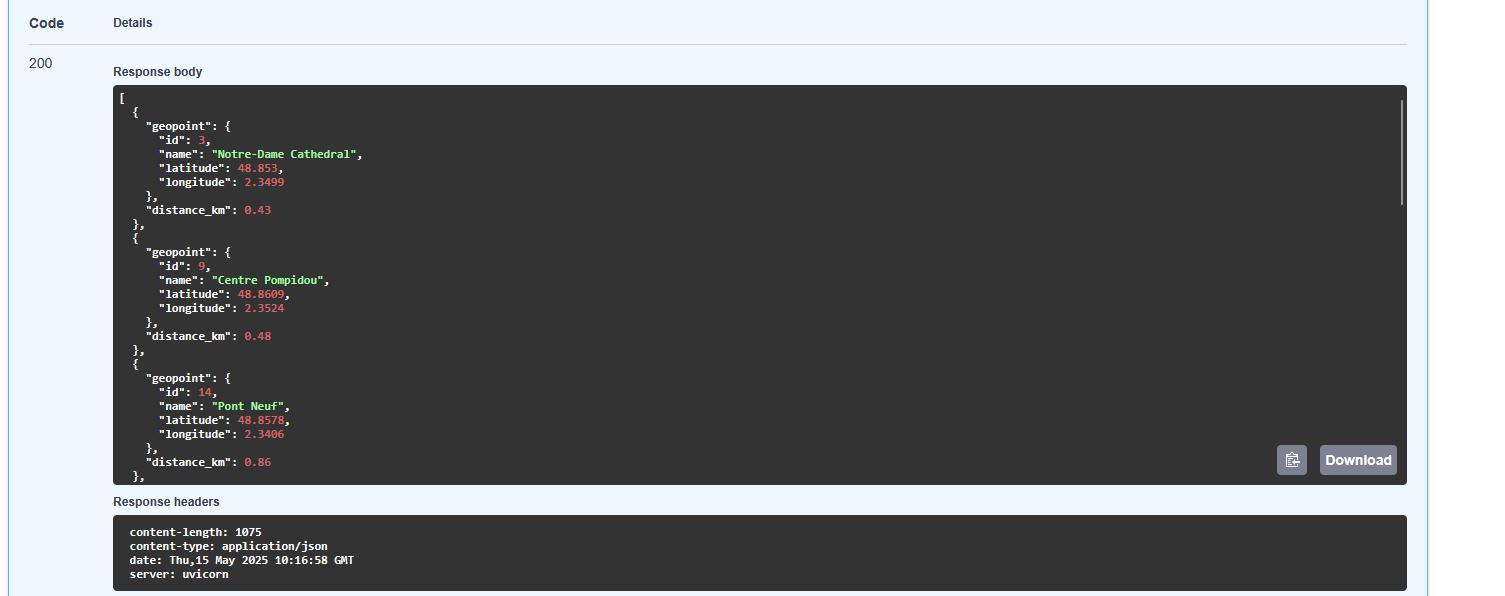 Code Details
200
Response body
[
  {
    "geopoint": {
      "id": 3,
      "name": "Notre-Dame Cathedral",
      "latitude": 48.853,
      "longitude": 2.3499
    },
    "distance_km": 0.43
  },
  {
    "geopoint": {
      "id": 9,
      "name": "Centre Pompidou",
      "latitude": 48.8609,
      "longitude": 2.3524
    },
    "distance_km": 0.48
  },
  {
    "geopoint": {
      "id": 14,
      "name": "Pont Neuf",
      "latitude": 48.8578,
      "longitude": 2.3406
    },
    "distance_km": 0.86
  },
Download
Response headers
content-length: 1075
content-type: application/json
date: Thu,15 May 2025 10:16:58 GMT
server: uvicorn